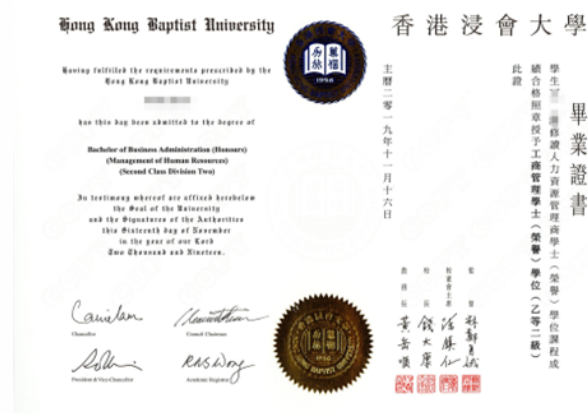 Hong Kong Baptist University
香港浸會大學
Having fulfilled the requirements prescribed by the
Hong Kong Baptist University
has this day been admitted to the degree of
Bachelor of Business Administration (Honours)
(Management of Human Resources)
(Second Class Division Two)
In testimony whereof are affixed herebelow
the Seal of the University
and the Signatures of the Authorities
this Sixteenth day of November
in the year of our Lord
Two Thousand and Nineteen.
Chancellor
Council Chairman
President & Vice-Chancellor
Academic Registrar
1956
畢業證書
學生
修讀人力資源管理商學士（榮譽）學位課程成
績合格照章授予工商管理學士（榮譽）學位（乙等二級）
此證
主曆二零一九年十一月十六日
監督
校董會主席
校長
教務長
錢大康
1956